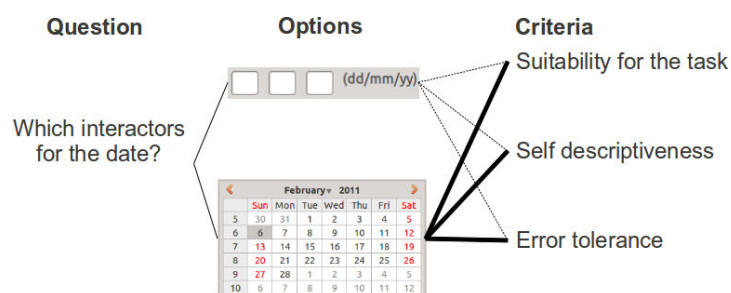 Question Options Criteria
Suitability for the task
(dd/mm/yy)
Which interactors
for the date?
Self descriptiveness
February 2011
Sun Mon Tue Wed Thu Fri Sat
5 30 31 1 2 3 4 5
6 6 7 8 9 10 11 12
7 13 14 15 16 17 18 19
8 20 21 22 23 24 25 26
9 27 28 1 2 3 4 5
10 6 7 8 9 10 11 12
Error tolerance